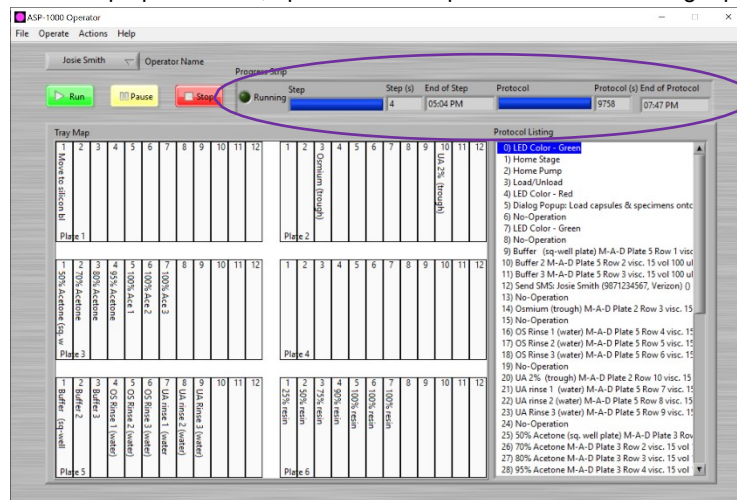 ASP-1000 Operator
File Operate Actions Help
Josie Smith Operator Name
Progress Strip
Run Pause Stop Running
Step Step (s) End of Step Protocol Protocol (s) End of Protocol
4 05:04 PM 9758 07:47 PM
Tray Map
1 2 3 4 5 6 7 8 9 10 11 12
Move to silicon bl
Plate 1
1 2 3 4 5 6 7 8 9 10 11 12
Osmium (trough)
UA 2% (trough)
Plate 2
1 2 3 4 5 6 7 8 9 10 11 12
50% Acetone (sq. w
70% Acetone
80% Acetone
95% Acetone
100% Ace 1
100% Ace 2
100% Ace 3
Plate 3
1 2 3 4 5 6 7 8 9 10 11 12
Plate 4
1 2 3 4 5 6 7 8 9 10 11 12
Buffer (sq-well
Buffer 2
Buffer 3
OS Rinse 1 (water)
OS Rinse 2 (water)
OS Rinse 3 (water)
UA rinse 1 (water
UA rinse 2 (water)
UA Rinse 3 (water)
Plate 5
1 2 3 4 5 6 7 8 9 10 11 12
25% resin
50% resin
75% resin
90% resin
100% resin
100% resin
100% resin
Plate 6
Protocol Listing
0) LED Color - Green
1) Home Stage
2) Home Pump
3) Load/Unload
4) LED Color - Red
5) Dialog Popup: Load capsules & specimens ontc
6) No-Operation
7) LED Color - Green
8) No-Operation
9) Buffer (sq-well plate) M-A-D Plate 5 Row 1 visc
10) Buffer 2 M-A-D Plate 5 Row 2 visc. 15 vol 100 ul
11) Buffer 3 M-A-D Plate 5 Row 3 visc. 15 vol 100 ul
12) Send SMS: Josie Smith (9871234567, Verizon) ()
13) No-Operation
14) Osmium (trough) M-A-D Plate 2 Row 3 visc. 15
15) No-Operation
16) OS Rinse 1 (water) M-A-D Plate 5 Row 4 visc. 15
17) OS Rinse 2 (water) M-A-D Plate 5 Row 5 visc. 15
18) OS Rinse 3 (water) M-A-D Plate 5 Row 6 visc. 15
19) No-Operation
20) UA 2% (trough) M-A-D Plate 2 Row 10 visc. 15
21) UA rinse 1 (water) M-A-D Plate 5 Row 7 visc. 15
22) UA rinse 2 (water) M-A-D Plate 5 Row 8 visc. 15
23) UA Rinse 3 (water) M-A-D Plate 5 Row 9 visc. 15
24) No-Operation
25) 50% Acetone (sq. well plate) M-A-D Plate 3 Rov
26) 70% Acetone M-A-D Plate 3 Row 2 visc. 15 vol
27) 80% Acetone M-A-D Plate 3 Row 3 visc. 15 vol
28) 95% Acetone M-A-D Plate 3 Row 4 visc. 15 vol